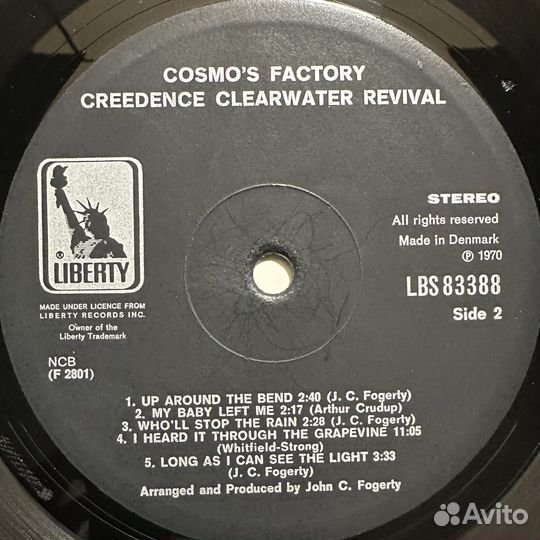 COSMO'S FACTORY
CREEDENCE CLEARWATER REVIVAL
® LIBERTY
MADE UNDER LICENCE FROM
LIBERTY RECORDS INC.
Owner of the
Liberty Trademark
NCB
(F 2801)
STEREO
All rights reserved
Made in Denmark
℗ 1970
LBS 83388
Side 2
1. UP AROUND THE BEND 2:40 (J. C. Fogerty)
2. MY BABY LEFT ME 2:17 (Arthur Crudup)
3. WHO'LL STOP THE RAIN 2:28 (J. C. Fogerty)
4. I HEARD IT THROUGH THE GRAPEVINE 11:05
(Whitfield-Strong)
5. LONG AS I CAN SEE THE LIGHT 3:33
(J. C. Fogerty)
Arranged and Produced by John C. Fogerty
Avito